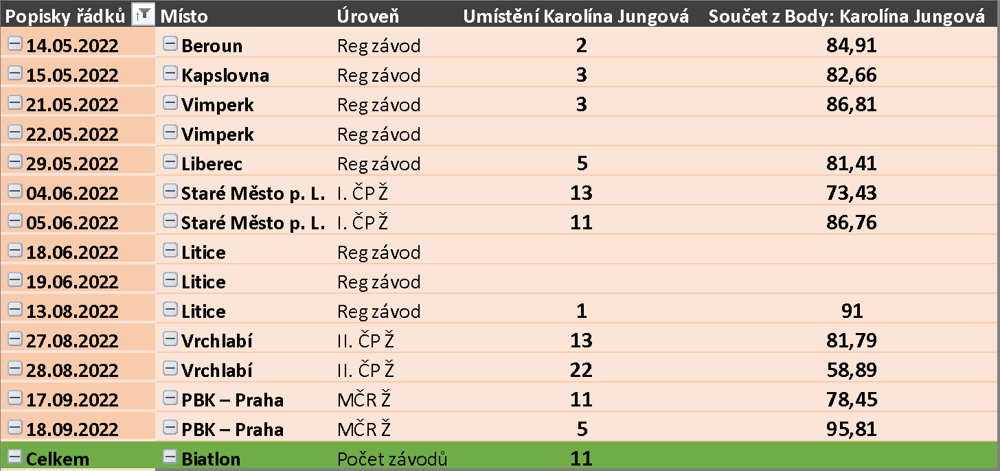 Popisky řádků Místo Úroveň Umístění Karolína Jungová Součet z Body: Karolína Jungová
14.05.2022 Beroun Reg závod 2 84,91
15.05.2022 Kapslovna Reg závod 3 82,66
21.05.2022 Vimperk Reg závod 3 86,81
22.05.2022 Vimperk Reg závod
29.05.2022 Liberec Reg závod 5 81,41
04.06.2022 Staré Město p. L. I. ČP Ž 13 73,43
05.06.2022 Staré Město p. L. I. ČP Ž 11 86,76
18.06.2022 Litice Reg závod
19.06.2022 Litice Reg závod
13.08.2022 Litice Reg závod 1 91
27.08.2022 Vrchlabí II. ČP Ž 13 81,79
28.08.2022 Vrchlabí II. ČP Ž 22 58,89
17.09.2022 PBK – Praha MČR Ž 11 78,45
18.09.2022 PBK – Praha MČR Ž 5 95,81
Celkem Biatlon Počet závodů 11